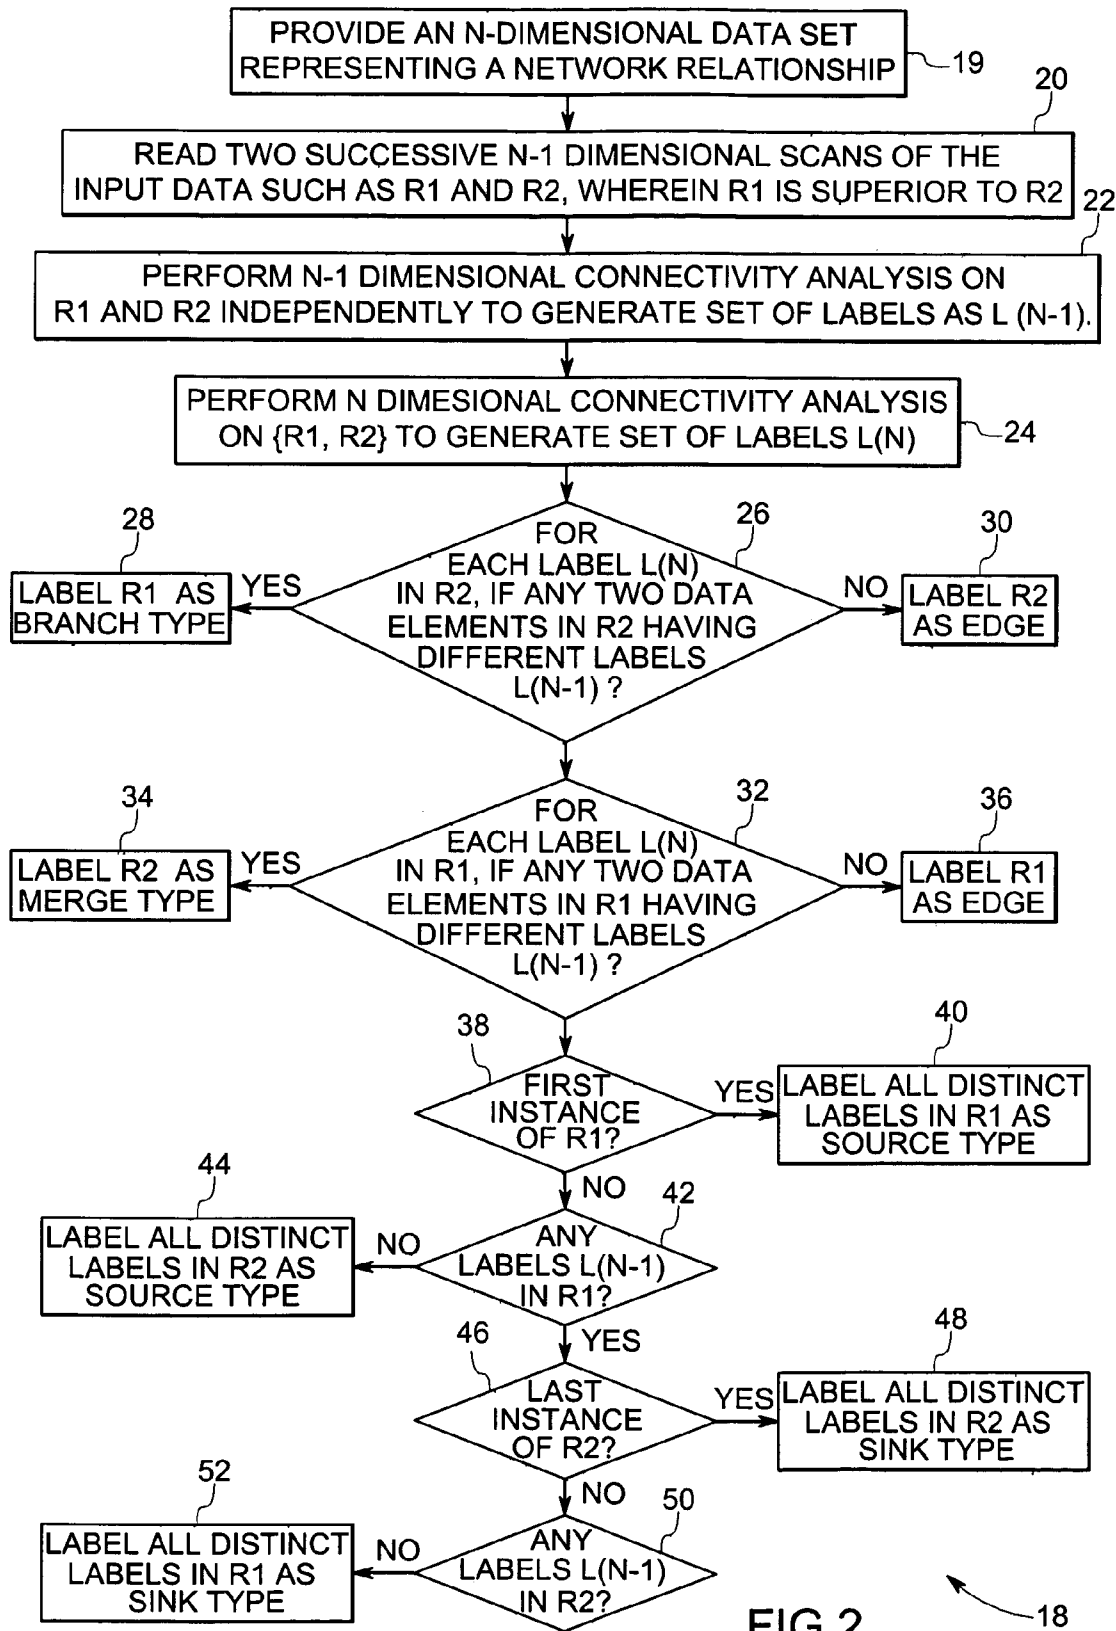 PROVIDE AN N-DIMENSIONAL DATA SET
REPRESENTING A NETWORK RELATIONSHIP
19
20
READ TWO SUCCESSIVE N-1 DIMENSIONAL SCANS OF THE
INPUT DATA SUCH AS R1 AND R2, WHEREIN R1 IS SUPERIOR TO R2
22
PERFORM N-1 DIMENSIONAL CONNECTIVITY ANALYSIS ON
R1 AND R2 INDEPENDENTLY TO GENERATE SET OF LABELS AS L (N-1).
PERFORM N DIMESIONAL CONNECTIVITY ANALYSIS
ON {R1, R2} TO GENERATE SET OF LABELS L(N)
24
28
LABEL R1 AS
BRANCH TYPE
YES
26
FOR
EACH LABEL L(N)
IN R2, IF ANY TWO DATA
ELEMENTS IN R2 HAVING
DIFFERENT LABELS
L(N-1) ?
NO
30
LABEL R2
AS EDGE
34
LABEL R2 AS
MERGE TYPE
YES
32
FOR
EACH LABEL L(N)
IN R1, IF ANY TWO DATA
ELEMENTS IN R1 HAVING
DIFFERENT LABELS
L(N-1) ?
NO
36
LABEL R1
AS EDGE
38
FIRST
INSTANCE
OF R1?
YES
40
LABEL ALL DISTINCT
LABELS IN R1 AS
SOURCE TYPE
NO
44
LABEL ALL DISTINCT
LABELS IN R2 AS
SOURCE TYPE
NO
42
ANY
LABELS L(N-1)
IN R1?
YES
46
LAST
INSTANCE
OF R2?
YES
48
LABEL ALL DISTINCT
LABELS IN R2 AS
SINK TYPE
NO
52
LABEL ALL DISTINCT
LABELS IN R1 AS
SINK TYPE
NO
50
ANY
LABELS L(N-1)
IN R2?
FIG.2
18